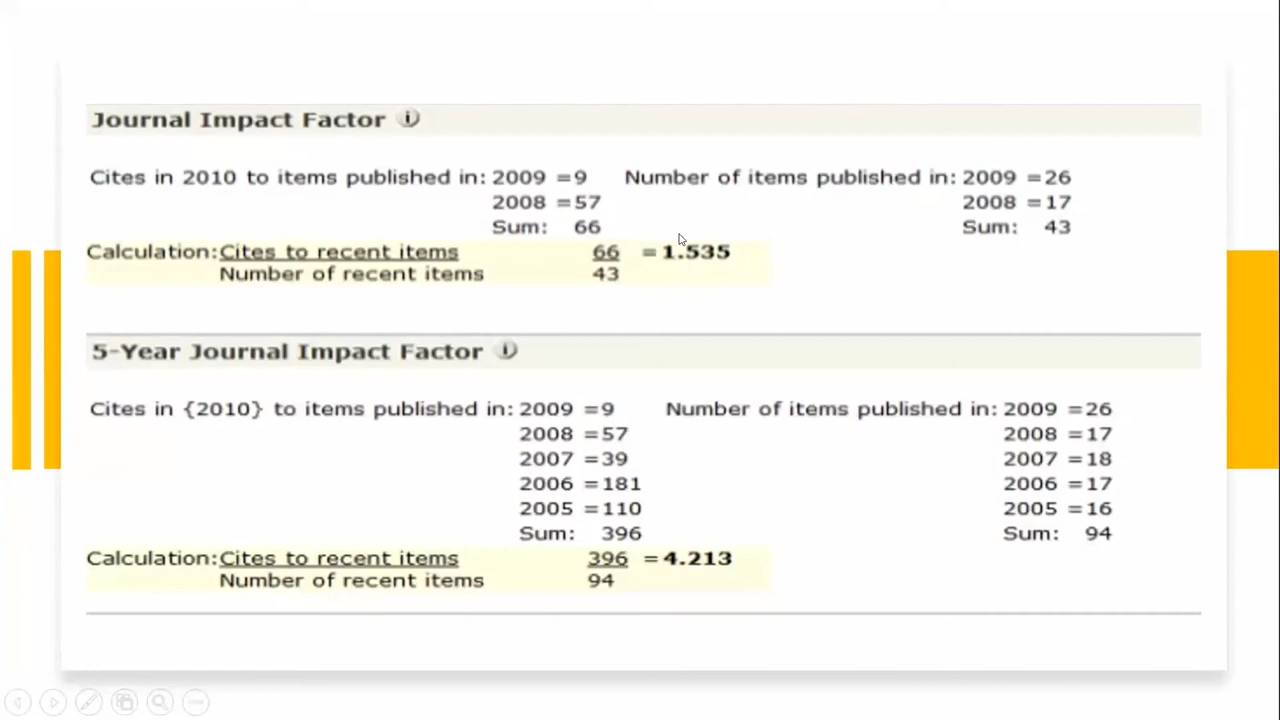 Journal Impact Factor i
Cites in 2010 to items published in: 2009 =9 Number of items published in: 2009 =26
2008 =57 2008 =17
Sum: 66 Sum: 43
Calculation: Cites to recent items 66 =1.535
Number of recent items 43
5-Year Journal Impact Factor i
Cites in {2010} to items published in: 2009 =9 Number of items published in: 2009 =26
2008 =57 2008 =17
2007 =39 2007 =18
2006 =181 2006 =17
2005 =110 2005 =16
Sum: 396 Sum: 94
Calculation: Cites to recent items 396 =4.213
Number of recent items 94